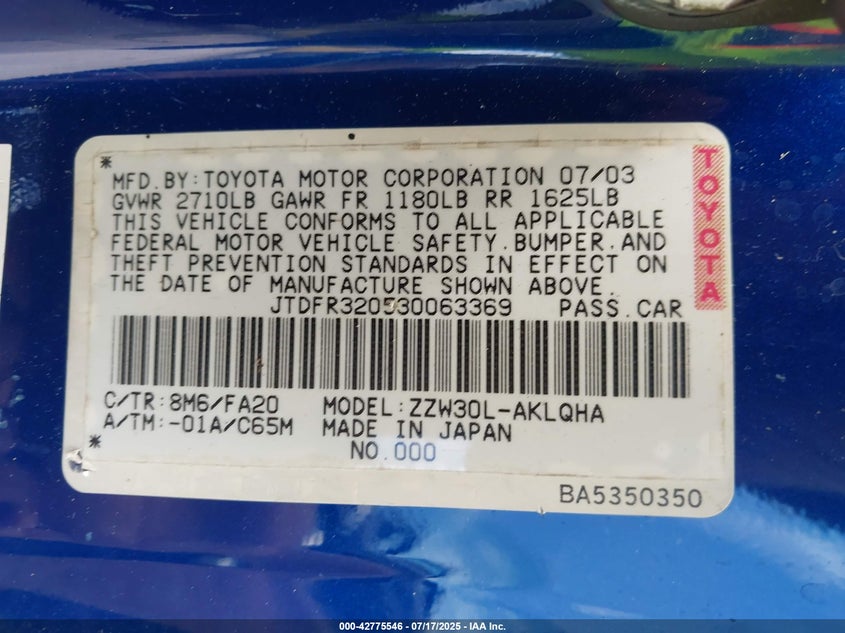 *
MFD.BY:TOYOTA MOTOR CORPORATION 07/03
GVWR 2710LB GAWR FR 1180LB RR 1625LB
THIS VEHICLE CONFORMS TO ALL APPLICABLE
FEDERAL MOTOR VEHICLE SAFETY.BUMPER.AND
THEFT PREVENTION STANDARDS IN EFFECT ON
THE DATE OF MANUFACTURE SHOWN ABOVE.
JTDFR320530063369 PASS.CAR
TOYOTA
C/TR:8M6/FA20 MODEL:ZZW30L-AKLQHA
A/TM:-01A/C65M MADE IN JAPAN
*
NO.000
BA5350350
000-42775546 - 07/17/2025 - IAA Inc.